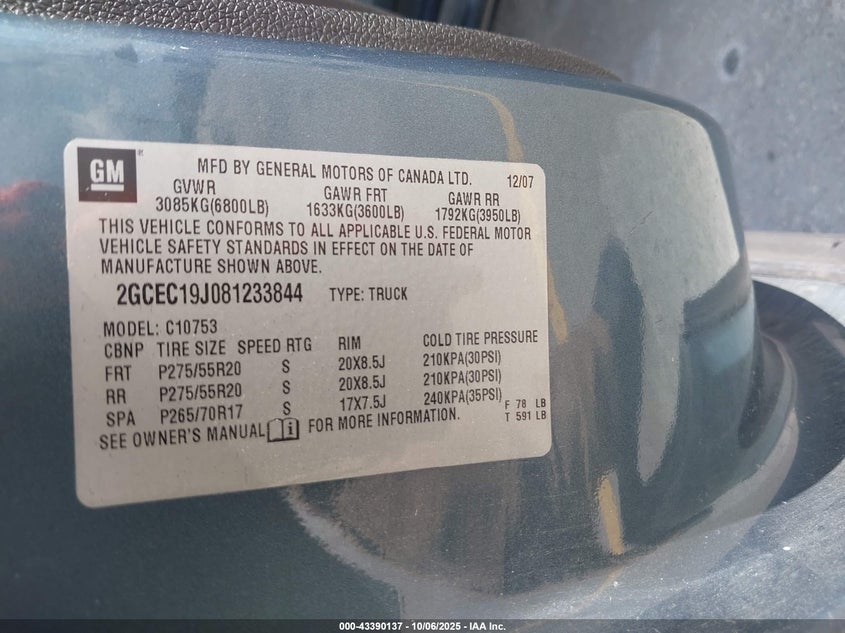 GM
MFD BY GENERAL MOTORS OF CANADA LTD. 12/07
GVWR GAWR FRT GAWR RR
3085KG(6800LB) 1633KG(3600LB) 1792KG(3950LB)
THIS VEHICLE CONFORMS TO ALL APPLICABLE U.S. FEDERAL MOTOR
VEHICLE SAFETY STANDARDS IN EFFECT ON THE DATE OF
MANUFACTURE SHOWN ABOVE.
2GCEC19J081233844 TYPE: TRUCK
MODEL: C10753
CBNP TIRE SIZE SPEED RTG RIM COLD TIRE PRESSURE
FRT P275/55R20 S 20X8.5J 210KPA(30PSI)
RR P275/55R20 S 20X8.5J 210KPA(30PSI)
SPA P265/70R17 S 17X7.5J 240KPA(35PSI) F 78 LB
SEE OWNER'S MANUAL FOR MORE INFORMATION. T 591 LB
000-43390137 - 10/06/2025 - IAA Inc.